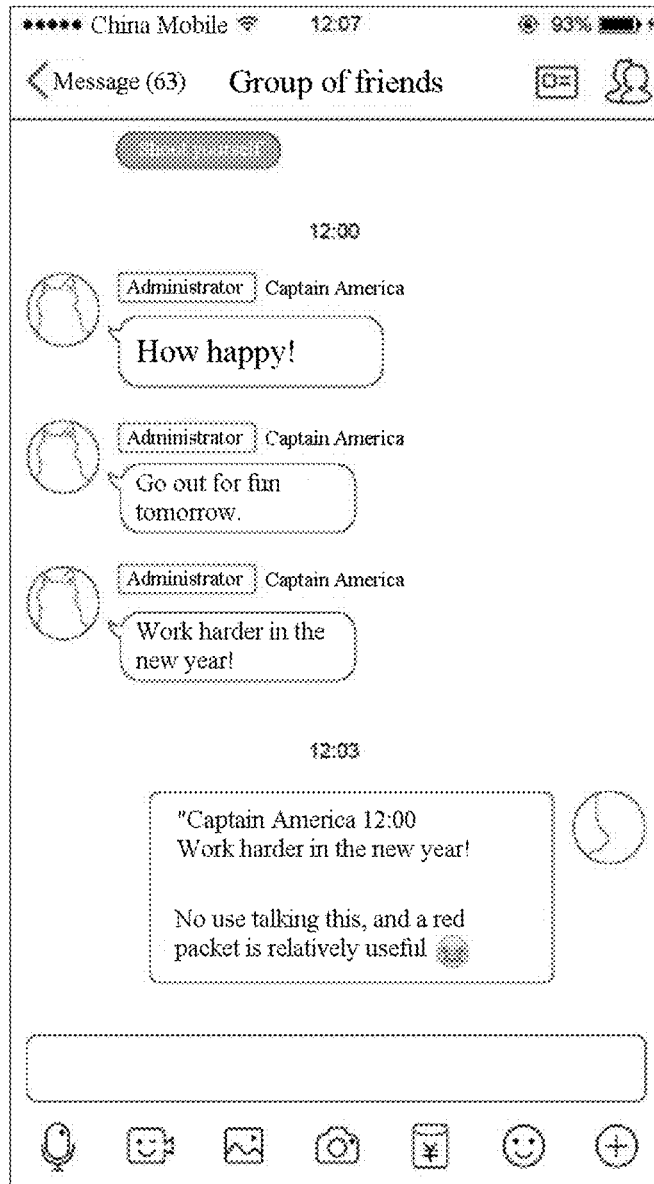 China Mobile 12:07 93%
Message (63) Group of friends
12:00
Administrator Captain America
How happy!
Administrator Captain America
Go out for fun
tomorrow.
Administrator Captain America
Work harder in the
new year!
12:03
"Captain America 12:00
Work harder in the new year!
No use talking this, and a red
packet is relatively useful
¥